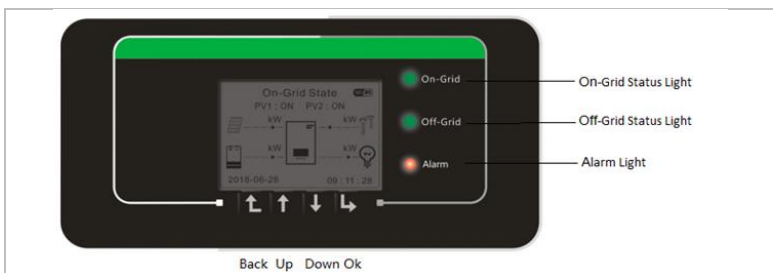 On-Grid State
PV1 : ON PV2 : ON
On-Grid
On-Grid Status Light
kW kW
Off-Grid
Off-Grid Status Light
kW kW
Alarm
Alarm Light
2018-06-28 09 : 11 : 28
Back Up Down Ok